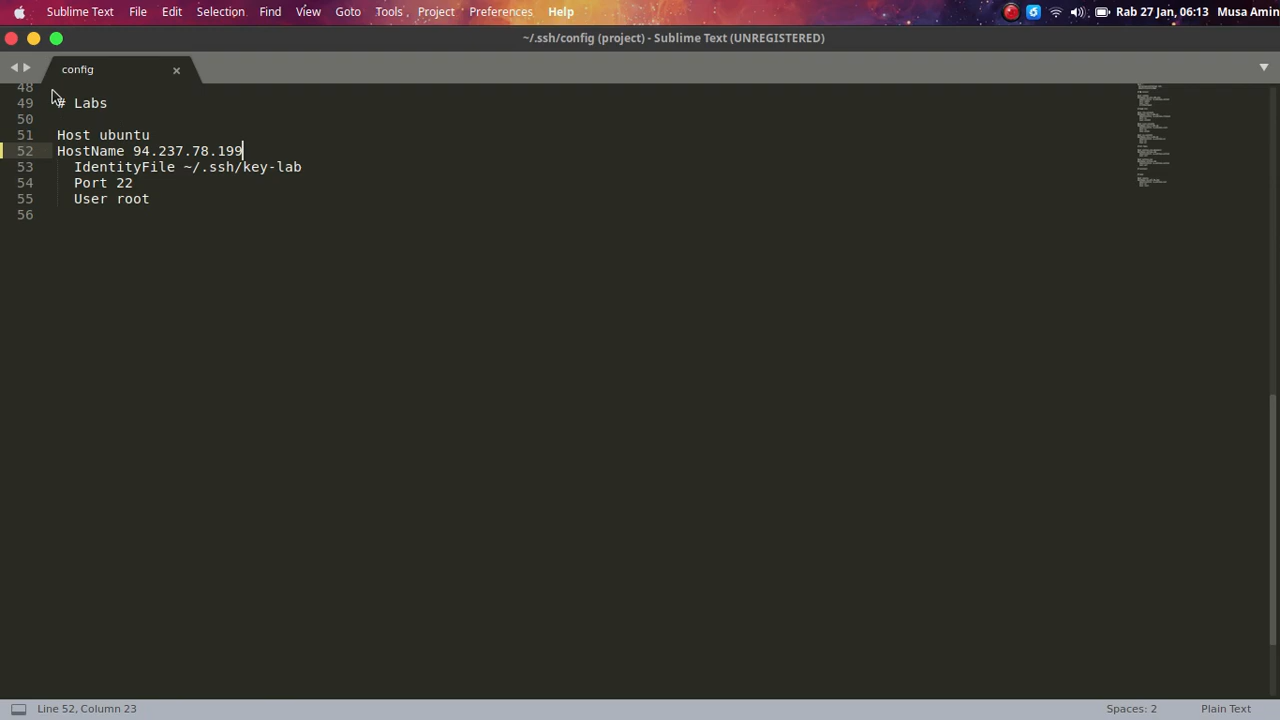 Sublime Text File Edit Selection Find View Goto Tools Project Preferences Help Rab 27 Jan, 06:13 Musa Amin
~/.ssh/config (project) - Sublime Text (UNREGISTERED)
config
48
49 # Labs
50
51 Host ubuntu
52 HostName 94.237.78.199
53 IdentityFile ~/.ssh/key-lab
54 Port 22
55 User root
56
Line 52, Column 23 Spaces: 2 Plain Text